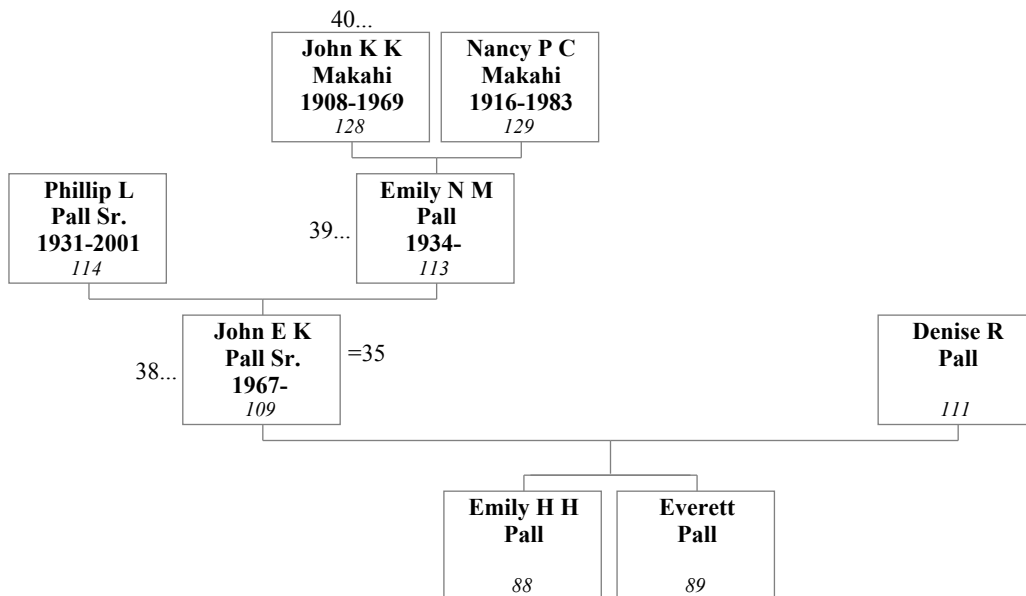 40...
John K K
Makahi
1908-1969
128
Nancy P C
Makahi
1916-1983
129
Phillip L
Pall Sr.
1931-2001
114
39...
Emily N M
Pall
1934-
113
38...
John E K
Pall Sr.
1967-
109
=35
Denise R
Pall
111
Emily H H
Pall
88
Everett
Pall
89